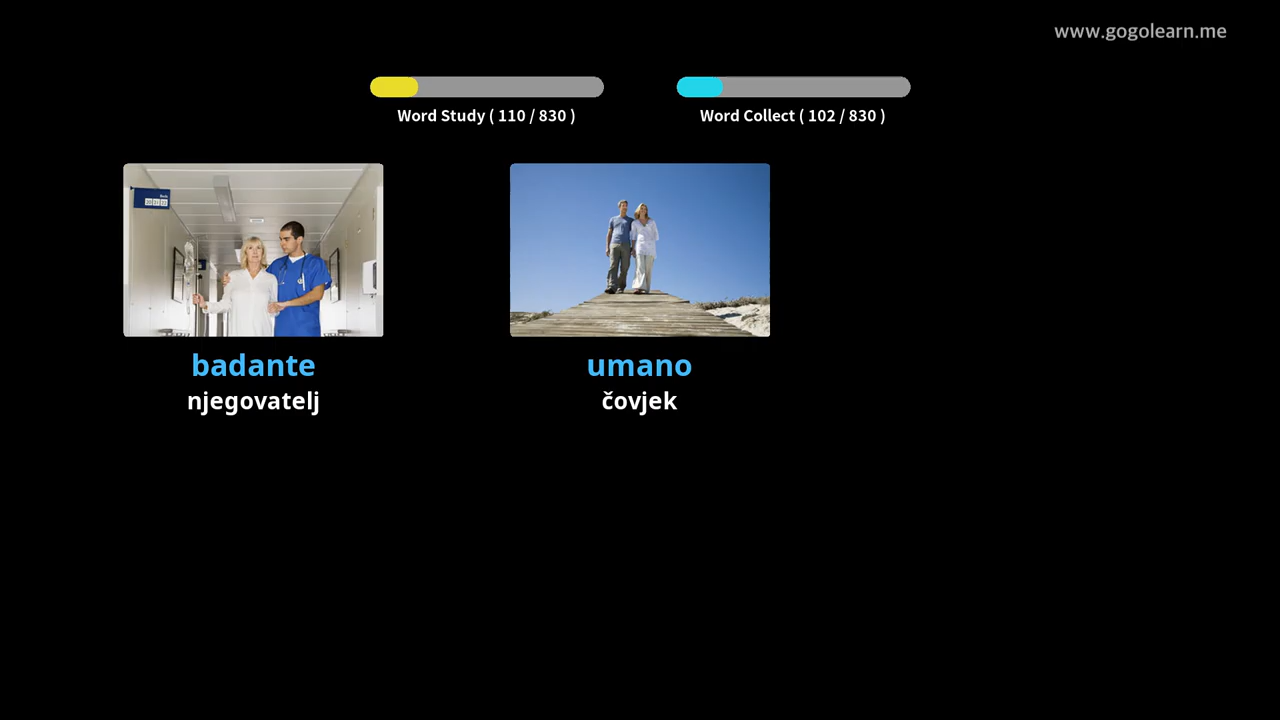 www.gogolearn.me
Word Study ( 110 / 830 )
Word Collect ( 102 / 830 )
badante
njegovatelj
umano
čovjek